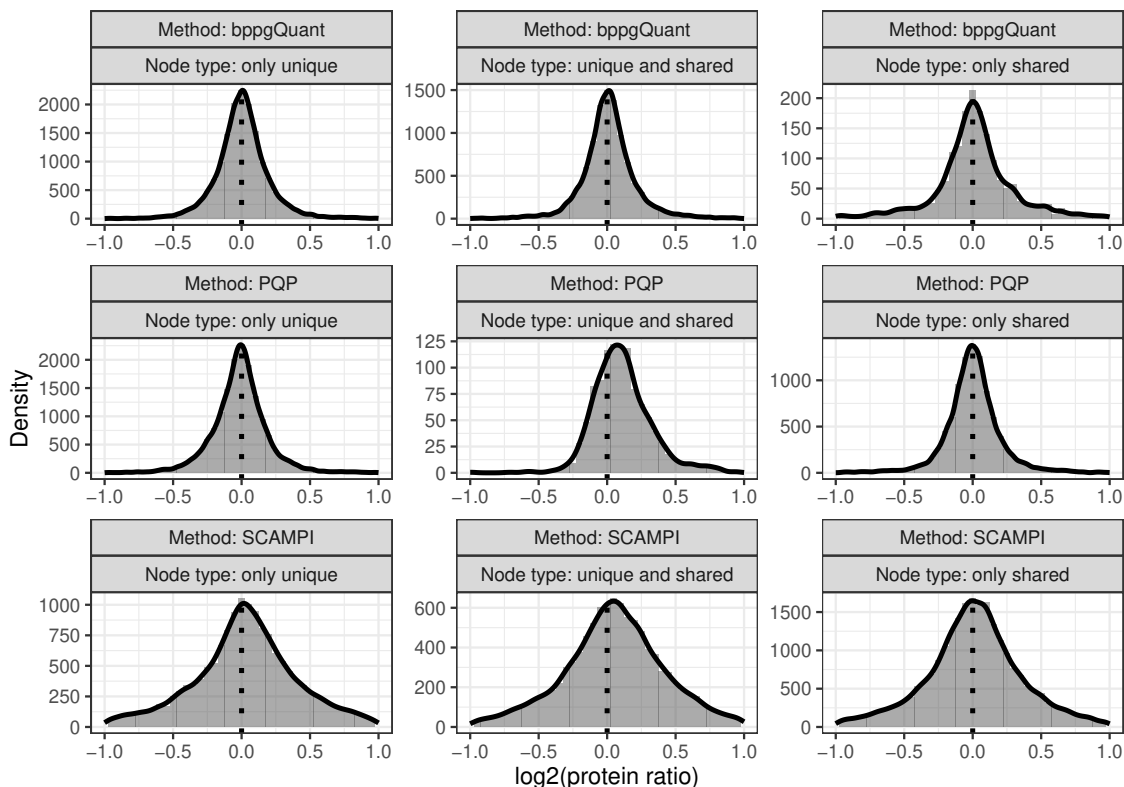 Method: bppgQuant Method: bppgQuant Method: bppgQuant
Node type: only unique Node type: unique and shared Node type: only shared
2000 1500 200
1500 1000 150
1000 500 100
500 0 50
0 0
−1.0 −0.5 0.0 0.5 1.0 −1.0 −0.5 0.0 0.5 1.0 −1.0 −0.5 0.0 0.5 1.0
Method: PQP Method: PQP Method: PQP
Node type: only unique Node type: unique and shared Node type: only shared
Density
2000 125 1000
1500 100 500
1000 75 0
500 50
0 25
0
−1.0 −0.5 0.0 0.5 1.0 −1.0 −0.5 0.0 0.5 1.0 −1.0 −0.5 0.0 0.5 1.0
Method: SCAMPI Method: SCAMPI Method: SCAMPI
Node type: only unique Node type: unique and shared Node type: only shared
1000 600 1500
750 400 1000
500 200 500
250 0 0
0
−1.0 −0.5 0.0 0.5 1.0 −1.0 −0.5 0.0 0.5 1.0 −1.0 −0.5 0.0 0.5 1.0
log2(protein ratio)